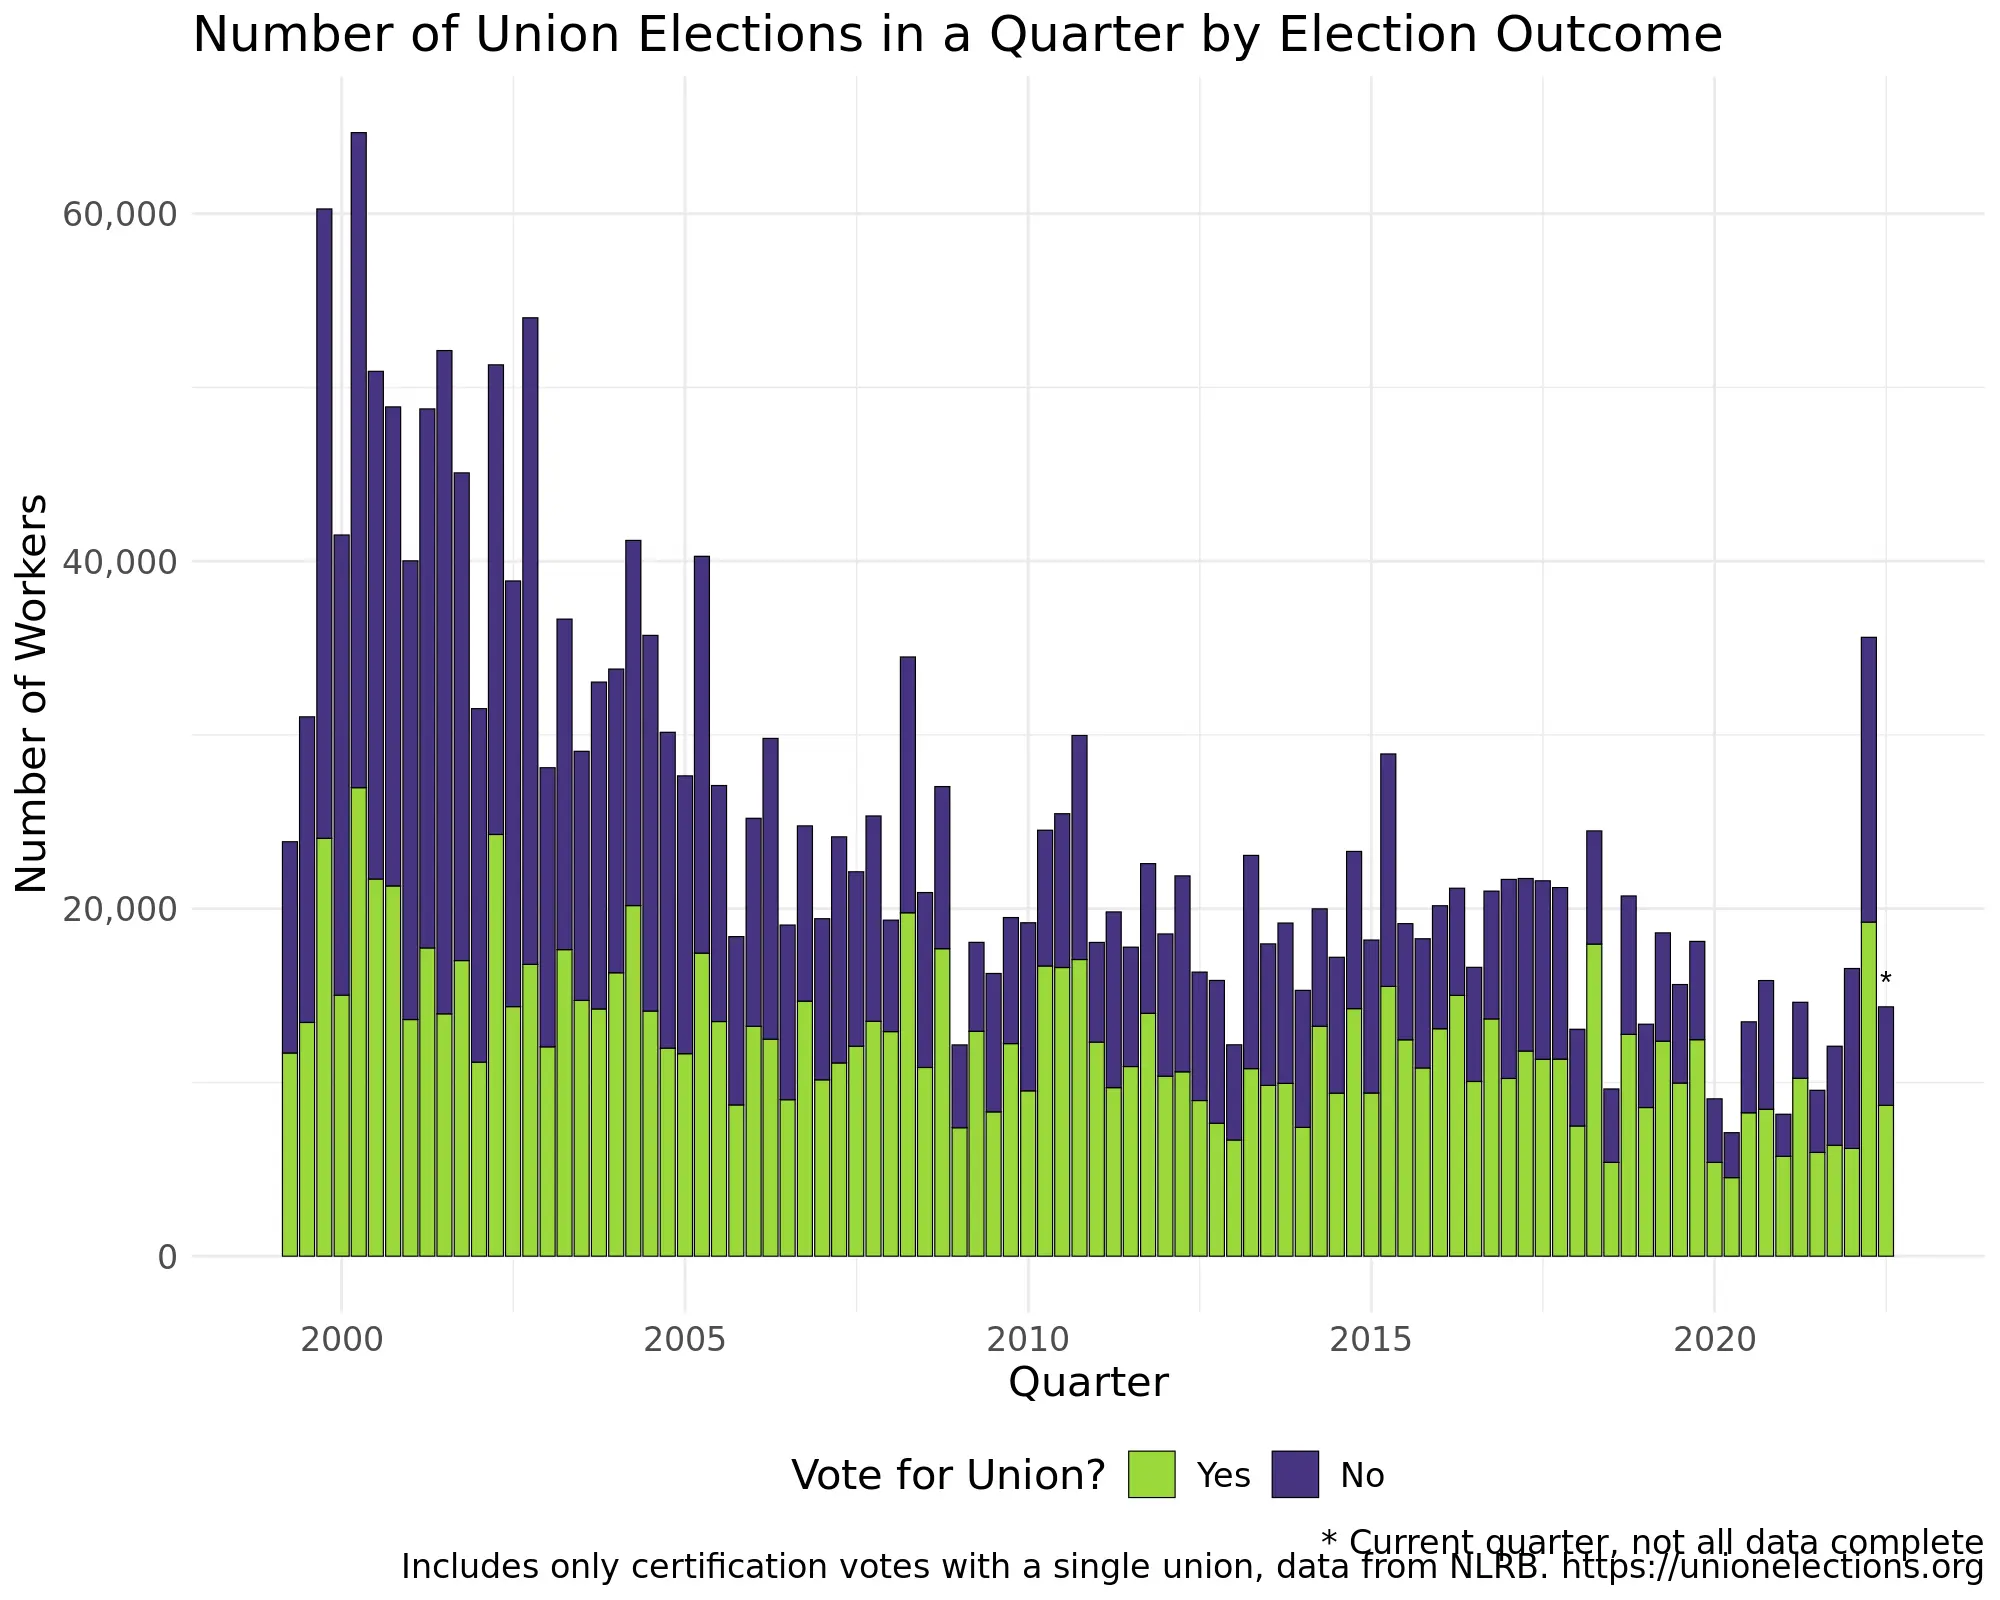 Number of Union Elections in a Quarter by Election Outcome
Number of Workers
60,000
40,000
20,000
0
*
2000 2005 2010 2015 2020
Quarter
Vote for Union? Yes No
* Current quarter, not all data complete
Includes only certification votes with a single union, data from NLRB. https://unionelections.org